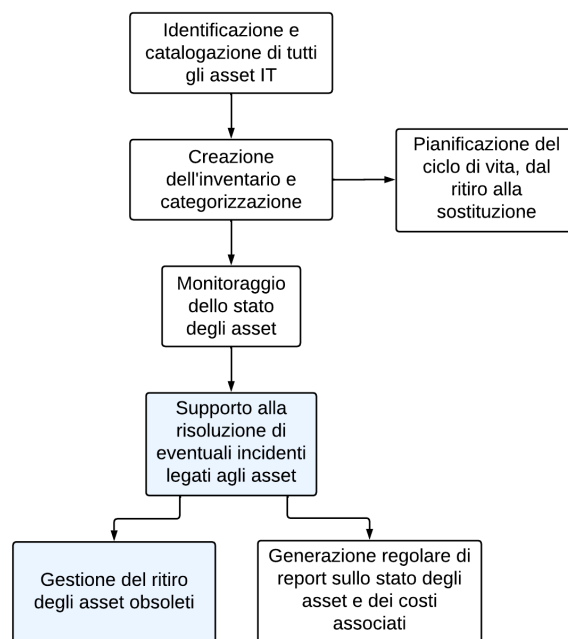 Identificazione e
catalogazione di tutti
gli asset IT
Creazione
dell'inventario e
categorizzazione
Pianificazione del
ciclo di vita, dal
ritiro alla
sostituzione
Monitoraggio
dello stato
degli asset
Supporto alla
risoluzione di
eventuali incidenti
legati agli asset
Gestione del ritiro
degli asset obsoleti
Generazione regolare di
report sullo stato degli
asset e dei costi
associati